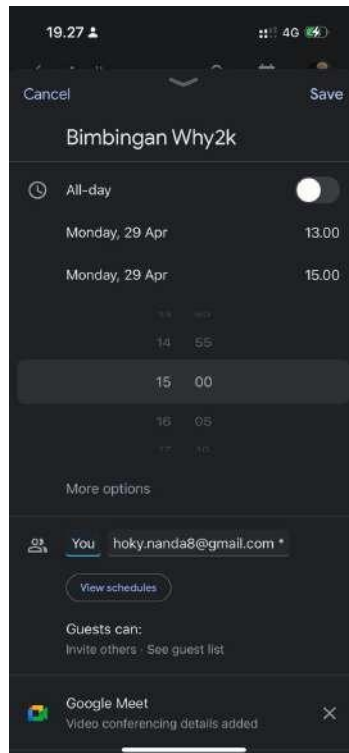 19.27
4G
Cancel
Save
Bimbingan Why2k
All-day
Monday, 29 Apr 13.00
Monday, 29 Apr 15.00
14 55
15 00
16 05
More options
You hoky.nanda8@gmail.com *
View schedules
Guests can:
Invite others · See guest list
Google Meet
Video conferencing details added